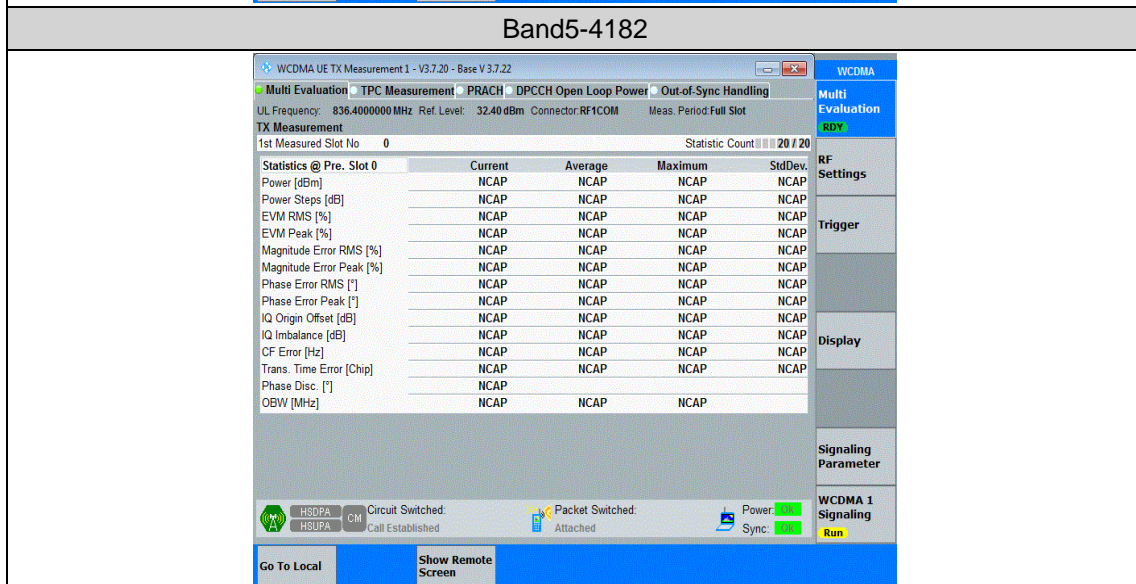 Band5-4182
WCDMA UE TX Measurement 1 - V3.7.20 - Base V 3.7.22
WCDMA
Multi Evaluation TPC Measurement PRACH DPCCH Open Loop Power Out-of-Sync Handling
Multi
Evaluation
RDY
UL Frequency: 836.4000000 MHz Ref. Level: 32.40 dBm Connector: RF1COM Meas. Period: Full Slot
TX Measurement
1st Measured Slot No 0 Statistic Count 20 / 20
Statistics @ Pre. Slot 0 Current Average Maximum StdDev.
Power [dBm] NCAP NCAP NCAP NCAP
Power Steps [dB] NCAP NCAP NCAP NCAP
EVM RMS [%] NCAP NCAP NCAP NCAP
EVM Peak [%] NCAP NCAP NCAP NCAP
Magnitude Error RMS [%] NCAP NCAP NCAP NCAP
Magnitude Error Peak [%] NCAP NCAP NCAP NCAP
Phase Error RMS [°] NCAP NCAP NCAP NCAP
Phase Error Peak [°] NCAP NCAP NCAP NCAP
IQ Origin Offset [dB] NCAP NCAP NCAP NCAP
IQ Imbalance [dB] NCAP NCAP NCAP NCAP
CF Error [Hz] NCAP NCAP NCAP NCAP
Trans. Time Error [Chip] NCAP NCAP NCAP NCAP
Phase Disc. [°] NCAP
OBW [MHz] NCAP NCAP NCAP
RF
Settings
Trigger
Display
Signaling
Parameter
WCDMA 1
Signaling
Run
HSDPA
HSUPA
CM
Circuit Switched:
Call Established
Packet Switched:
Attached
Power: OK
Sync: OK
Go To Local
Show Remote
Screen